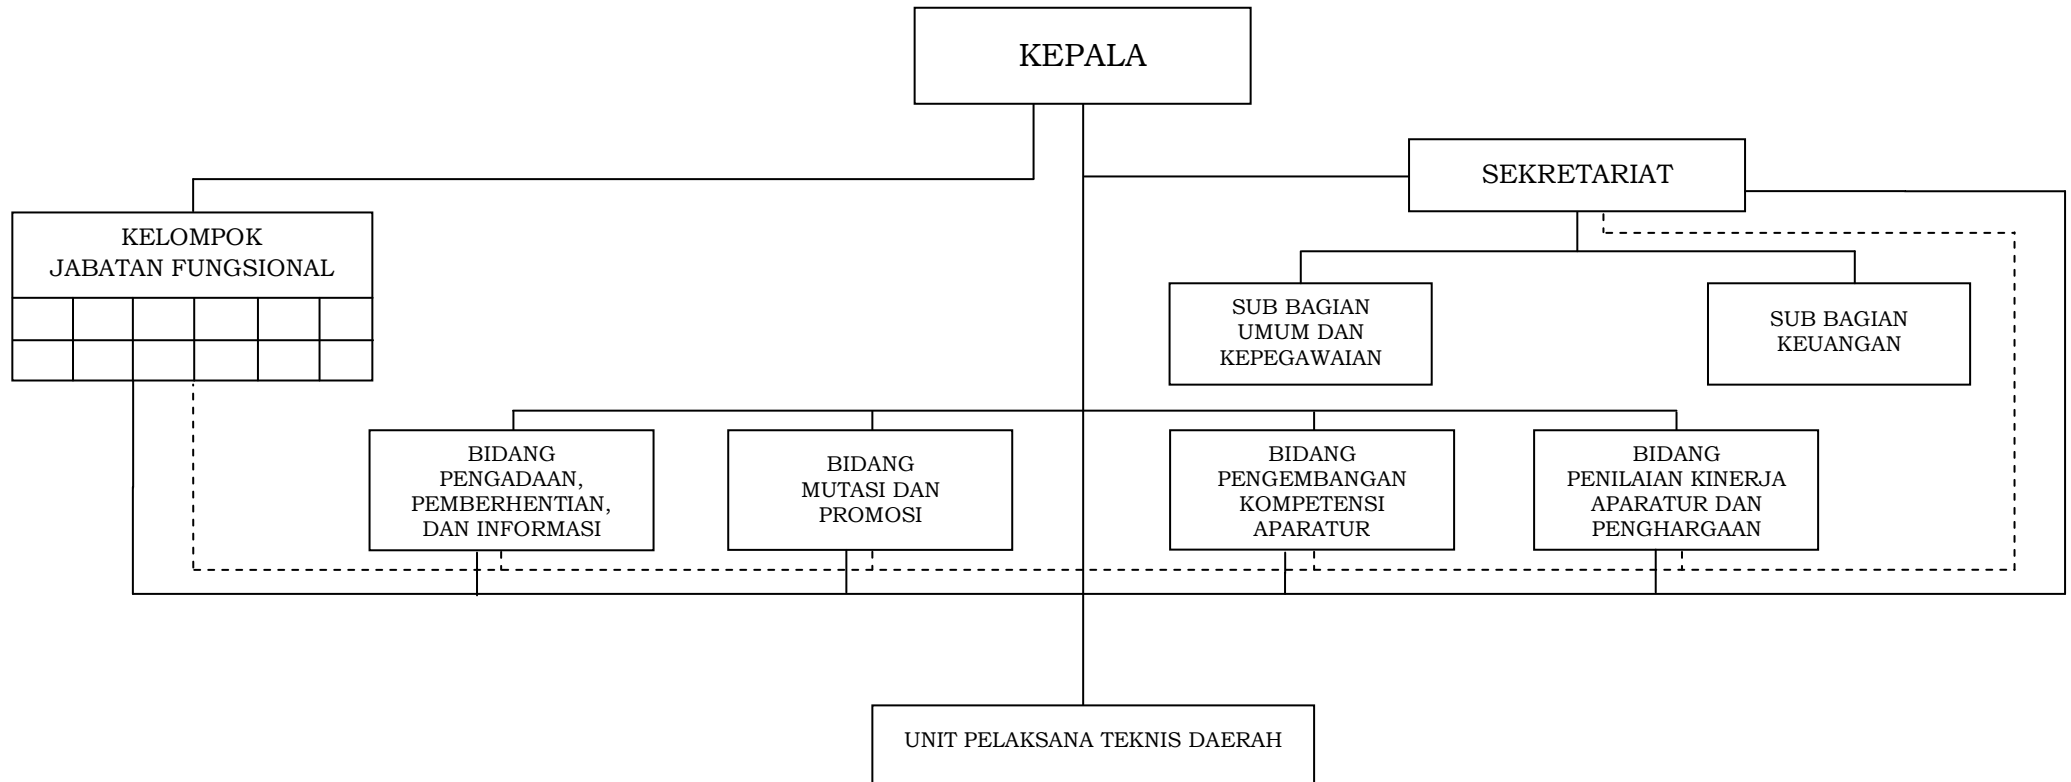 KEPALA
SEKRETARIAT
KELOMPOK
JABATAN FUNGSIONAL
SUB BAGIAN
UMUM DAN
KEPEGAWAIAN
SUB BAGIAN
KEUANGAN
BIDANG
PENGADAAN,
PEMBERHENTIAN,
DAN INFORMASI
BIDANG
MUTASI DAN
PROMOSI
BIDANG
PENGEMBANGAN
KOMPETENSI
APARATUR
BIDANG
PENILAIAN KINERJA
APARATUR DAN
PENGHARGAAN
UNIT PELAKSANA TEKNIS DAERAH